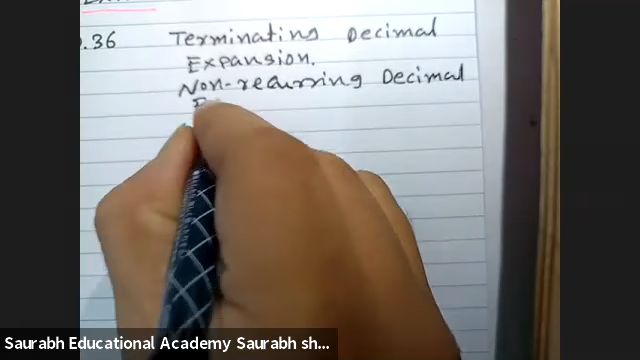 .36 Terminating Decimal
Expansion.
Non-recurring Decimal
Saurabh Educational Academy Saurabh sh...